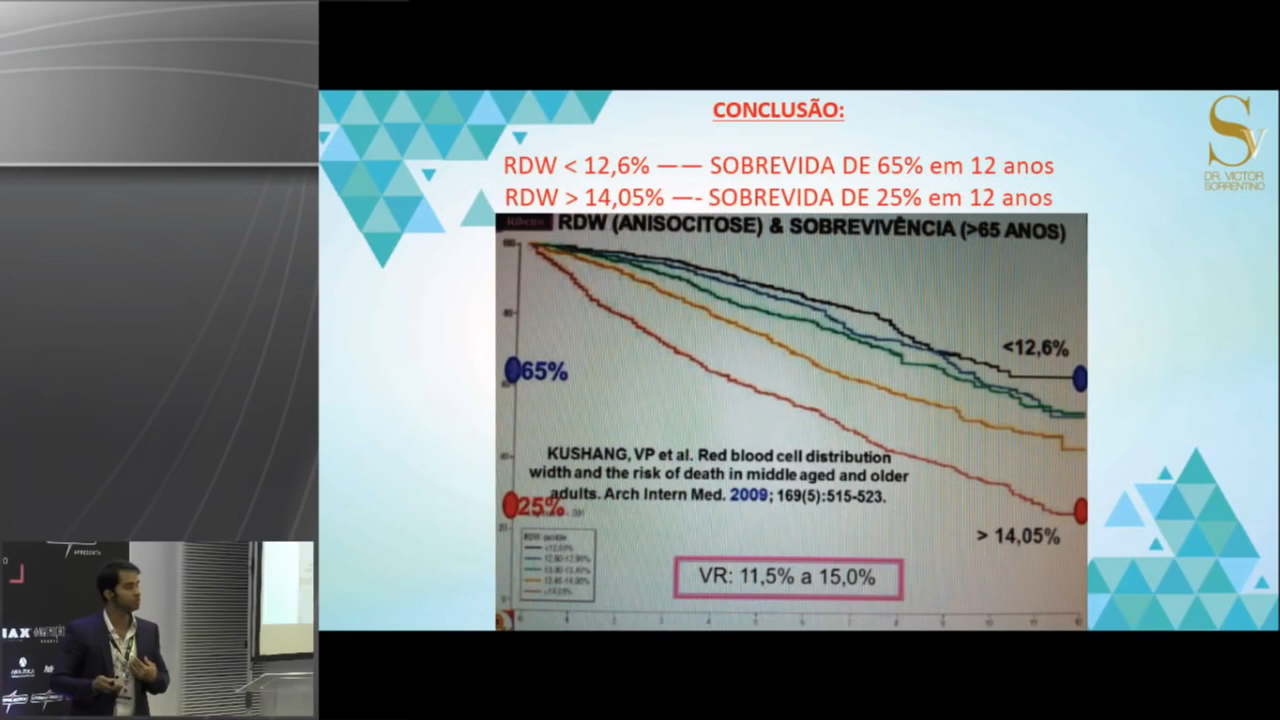 CONCLUSÃO:
RDW < 12,6% —— SOBREVIDA DE 65% em 12 anos
RDW > 14,05% —- SOBREVIDA DE 25% em 12 anos
DR. VICTOR
SORRENTINO
RDW (ANISOCITOSE) & SOBREVIVÊNCIA (>65 ANOS)
100
80
<12,6%
65%
KUSHANG, VP et al. Red blood cell distribution
width and the risk of death in middle aged and older
adults. Arch Intern Med. 2009; 169(5):515-523.
25%
> 14,05%
VR: 11,5% a 15,0%
APRESENTA